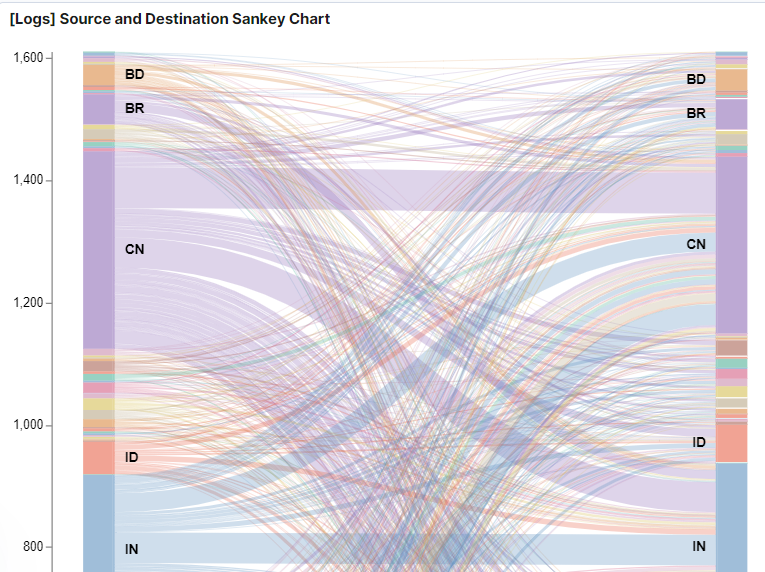 [Logs] Source and Destination Sankey Chart
1,600
BD
BD
BR
BR
1,400
CN
CN
1,200
1,000
ID
ID
800
IN
IN